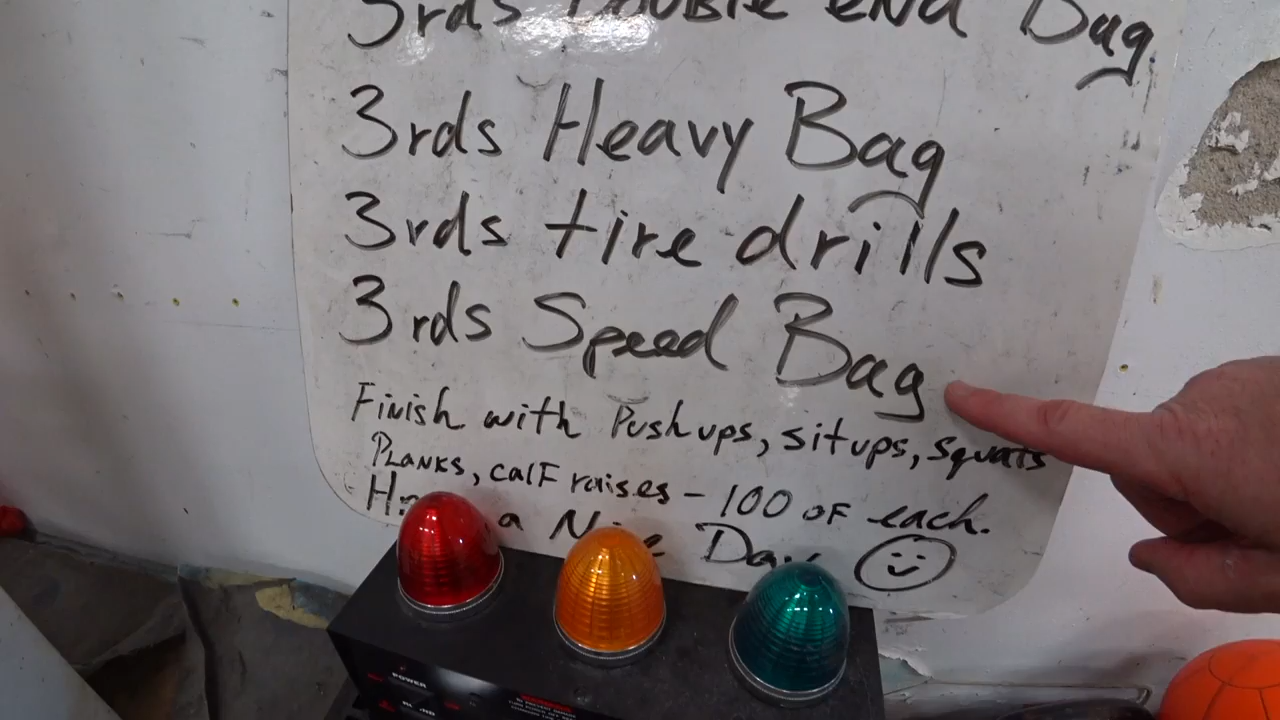 3rds Double end Bag
3rds Heavy Bag
3rds tire drills
3rds Speed Bag
Finish with Pushups, situps, squats
PLANKS, calF raises - 100 oF each.
a Nice Day
POWER